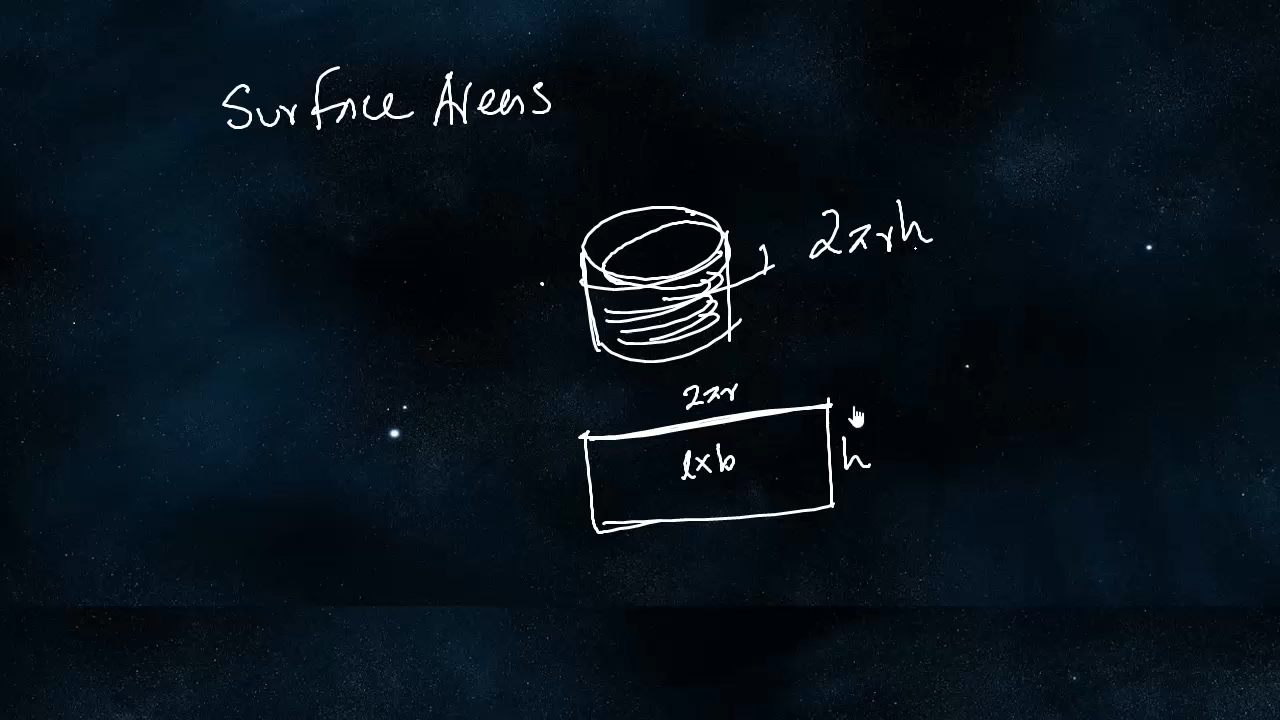 Surface Areas
2πrh
2πr
l×b
h